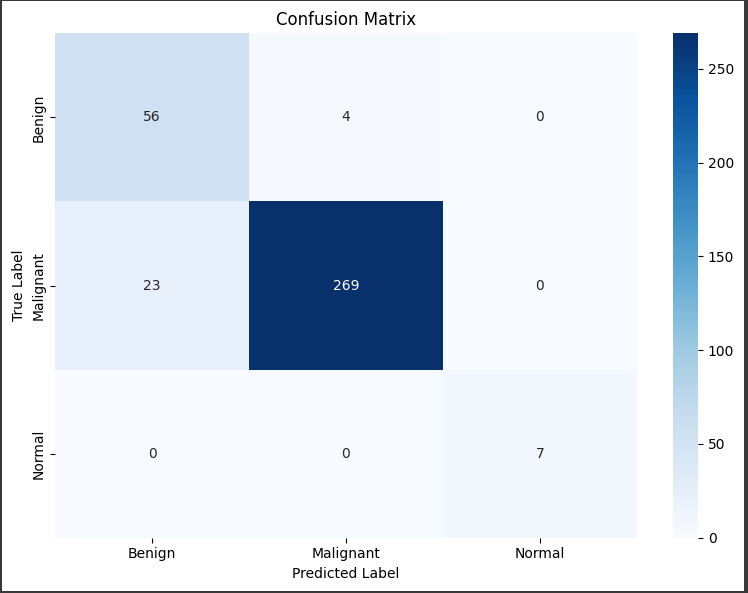 Confusion Matrix
True Label
Benign
56
4
0
Malignant
23
269
0
Normal
0
0
7
Benign
Malignant
Normal
Predicted Label
250
200
150
100
50
0